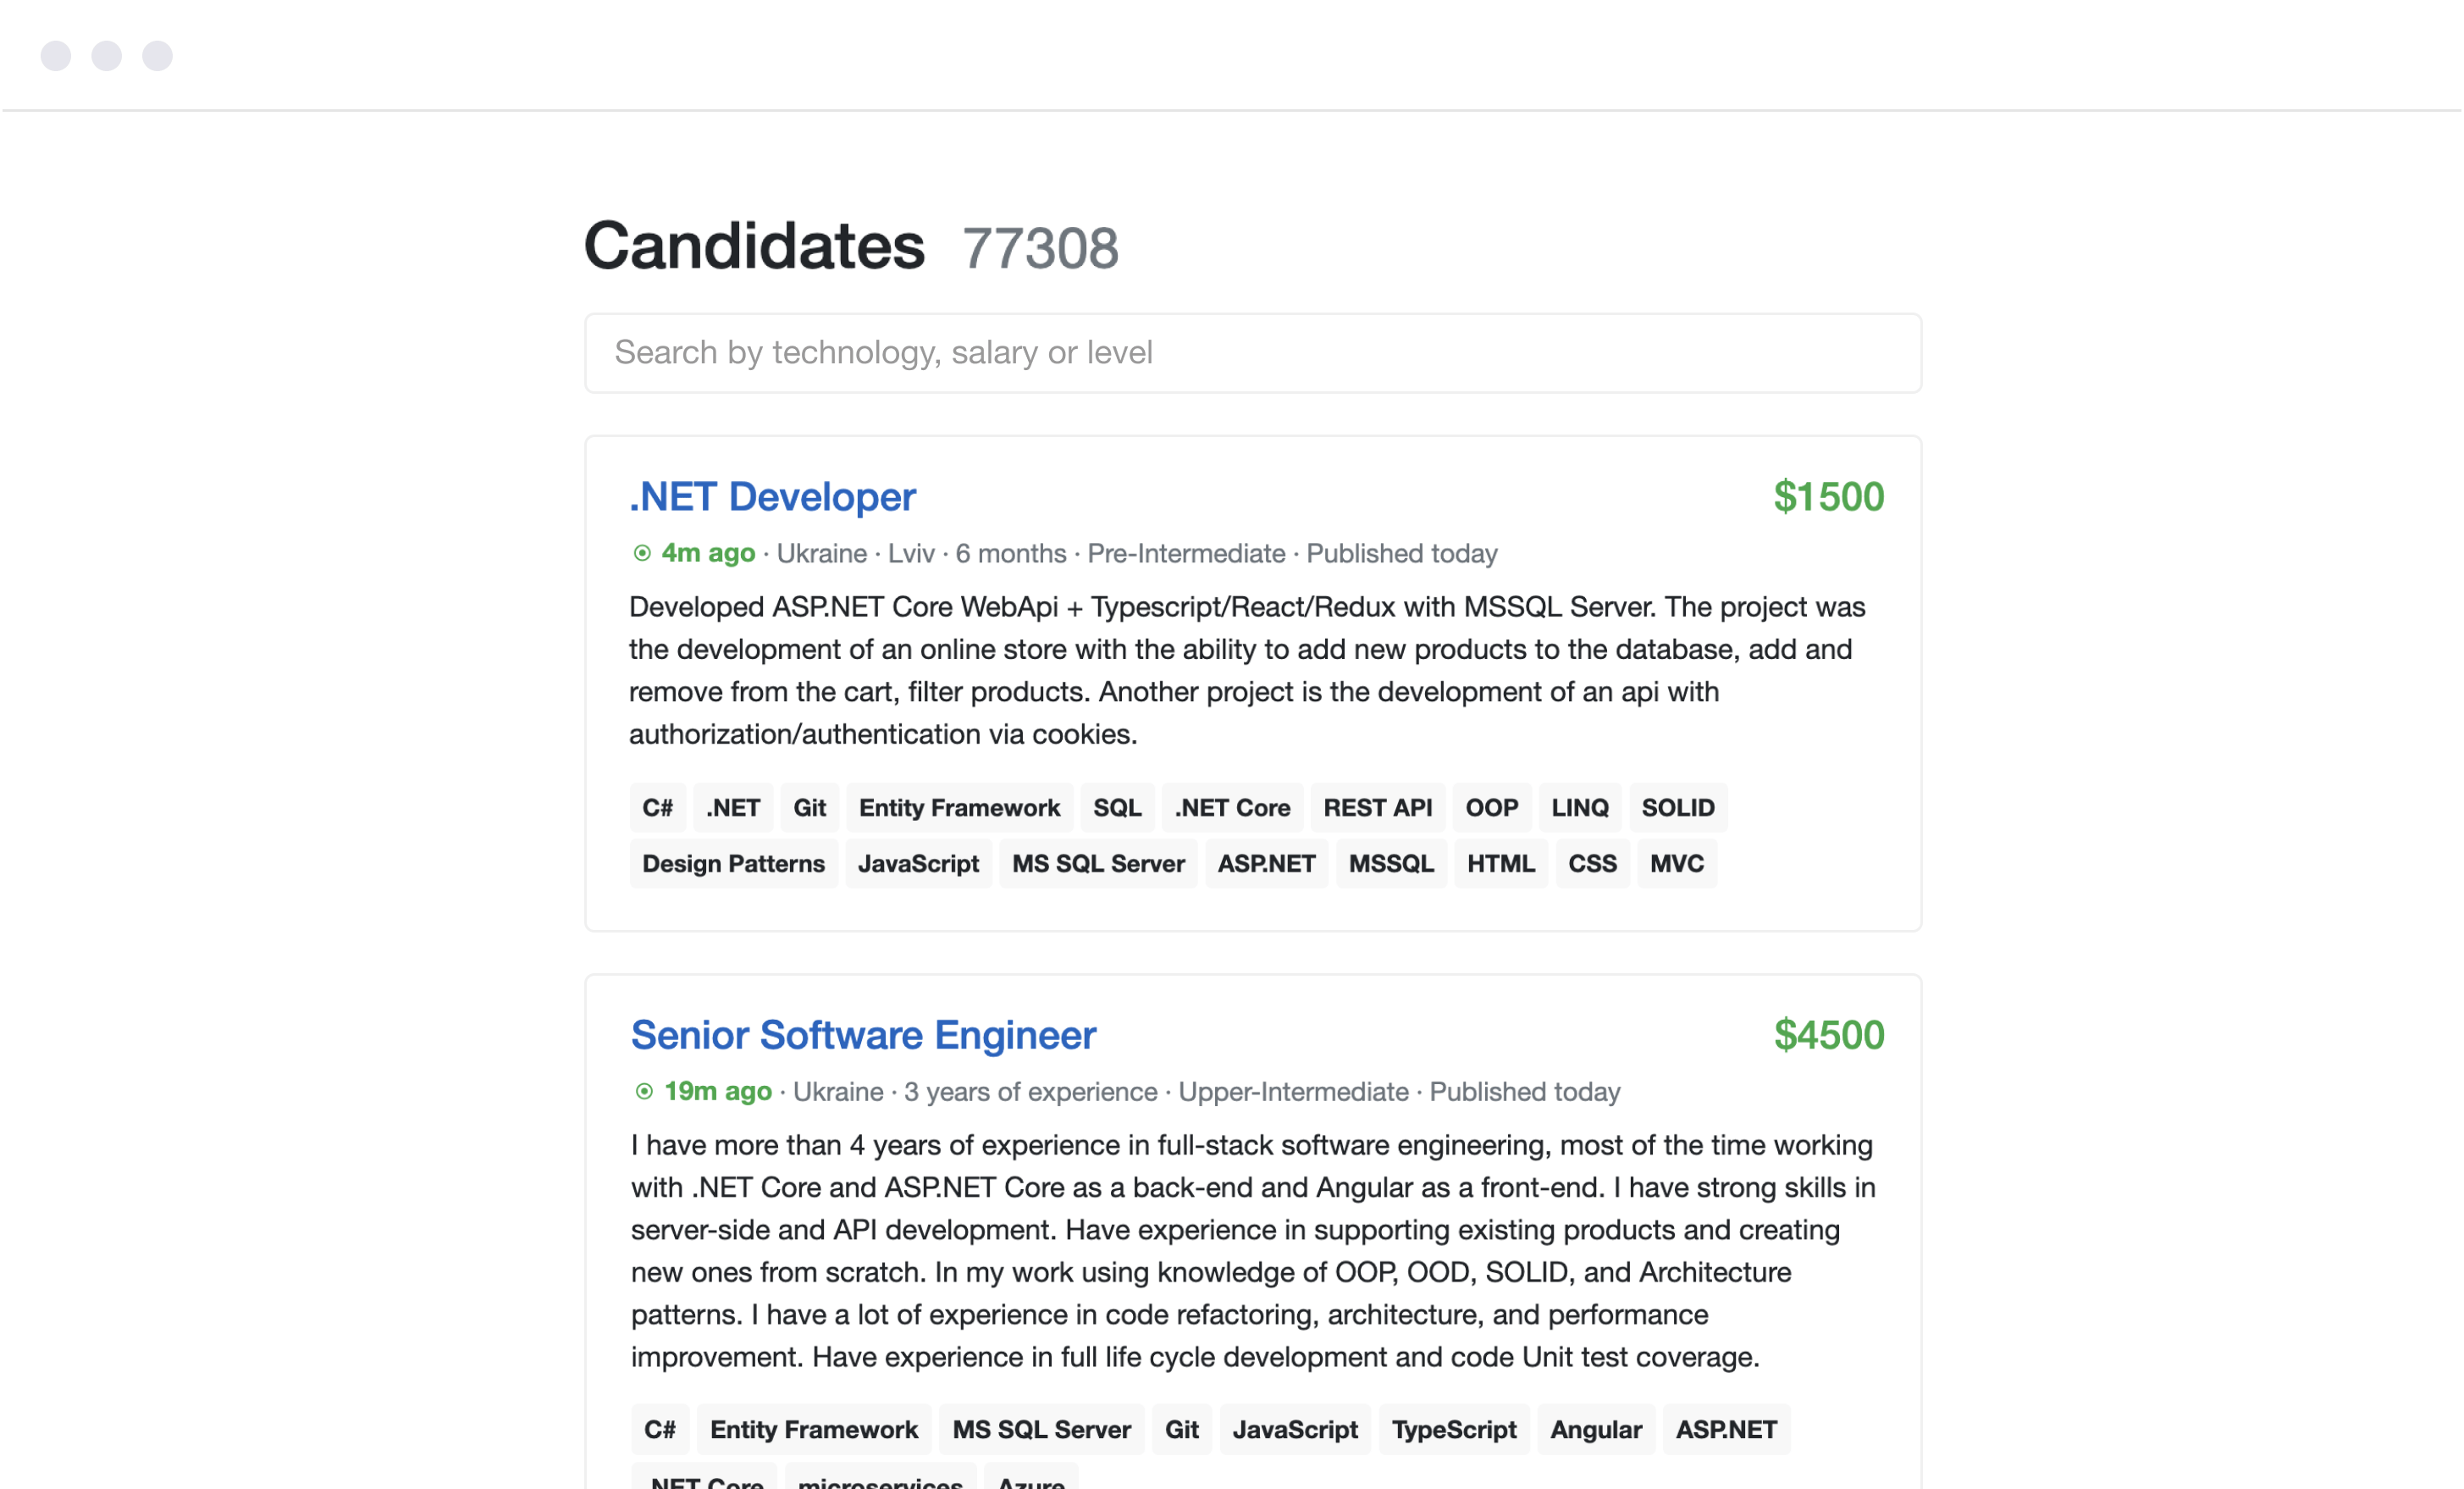 Candidates 77308
Search by technology, salary or level
.NET Developer $1500
4m ago · Ukraine · Lviv · 6 months · Pre-Intermediate · Published today
Developed ASP.NET Core WebApi + Typescript/React/Redux with MSSQL Server. The project was
the development of an online store with the ability to add new products to the database, add and
remove from the cart, filter products. Another project is the development of an api with
authorization/authentication via cookies.
C# .NET Git Entity Framework SQL .NET Core REST API OOP LINQ SOLID
Design Patterns JavaScript MS SQL Server ASP.NET MSSQL HTML CSS MVC
Senior Software Engineer $4500
19m ago · Ukraine · 3 years of experience · Upper-Intermediate · Published today
I have more than 4 years of experience in full-stack software engineering, most of the time working
with .NET Core and ASP.NET Core as a back-end and Angular as a front-end. I have strong skills in
server-side and API development. Have experience in supporting existing products and creating
new ones from scratch. In my work using knowledge of OOP, OOD, SOLID, and Architecture
patterns. I have a lot of experience in code refactoring, architecture, and performance
improvement. Have experience in full life cycle development and code Unit test coverage.
C# Entity Framework MS SQL Server Git JavaScript TypeScript Angular ASP.NET
.NET Core microservices Azure